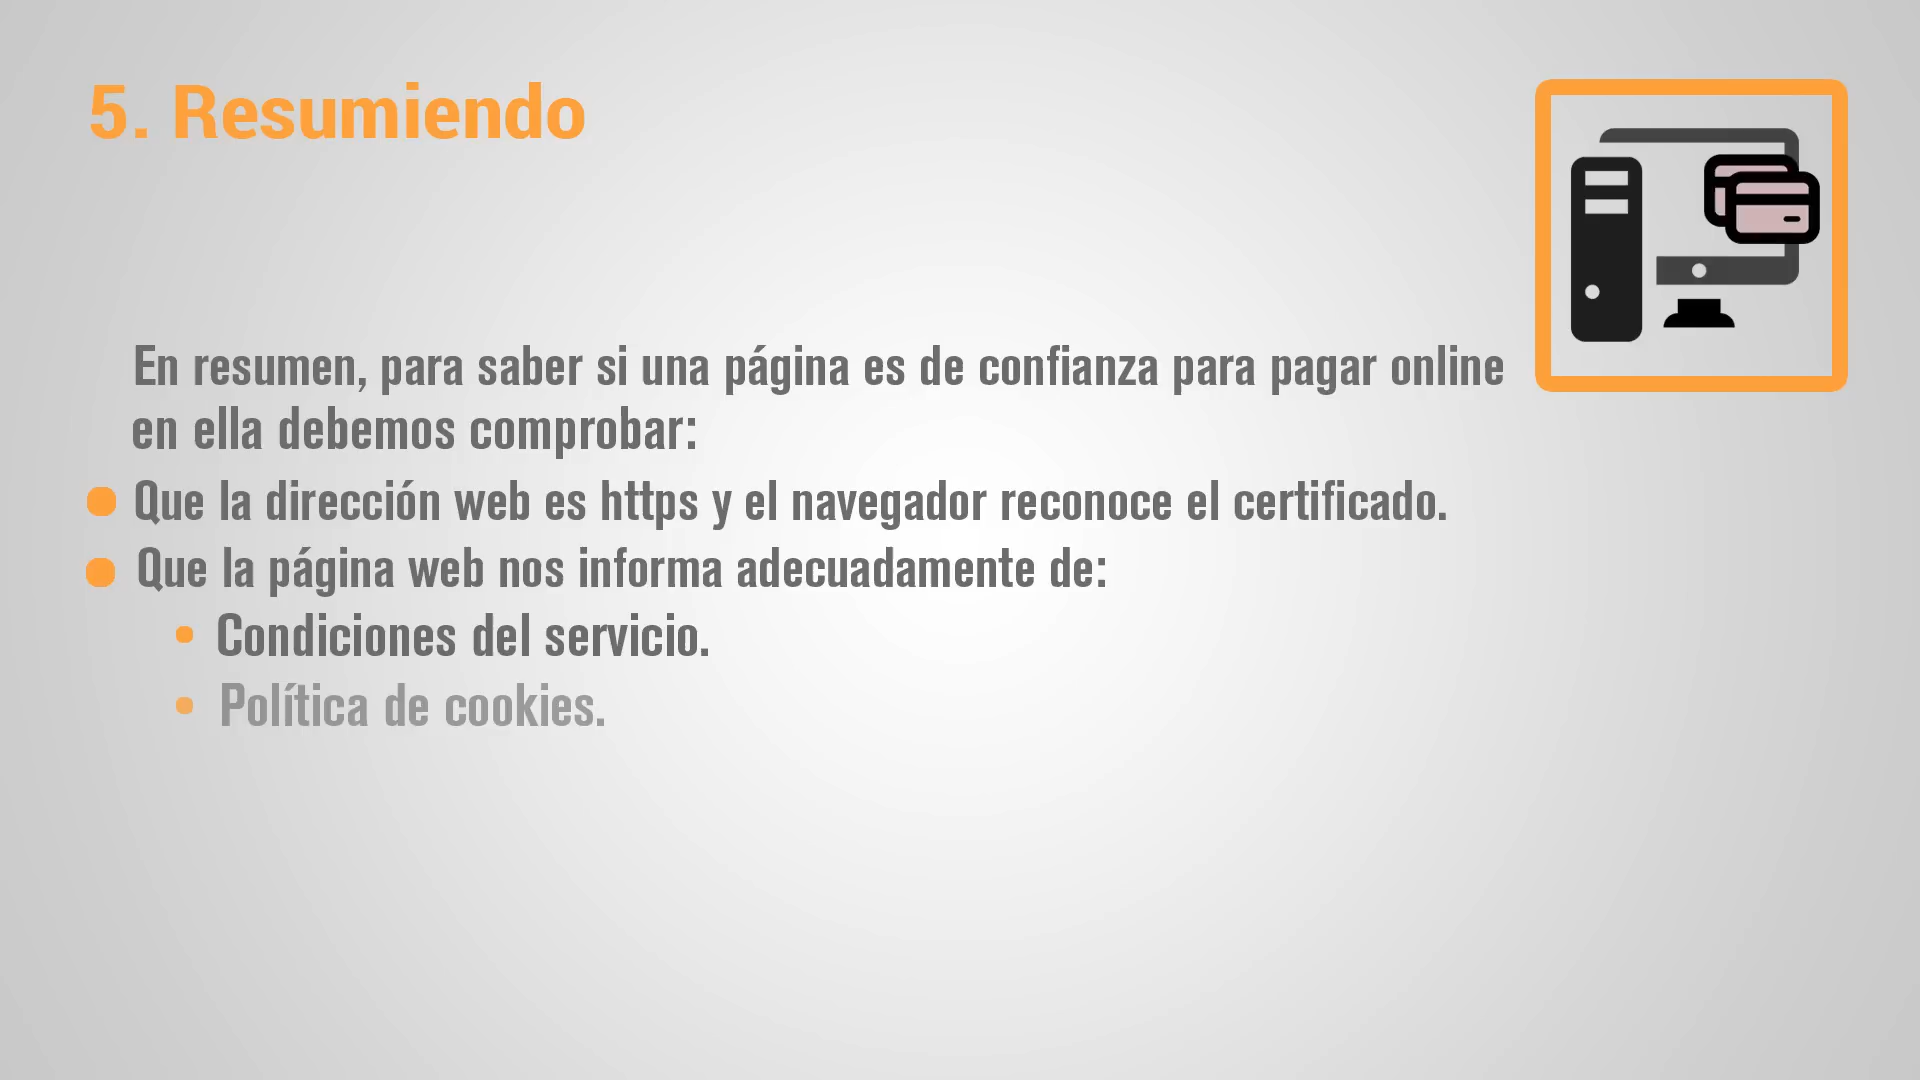 5. Resumiendo
En resumen, para saber si una página es de confianza para pagar online
en ella debemos comprobar:
Que la dirección web es https y el navegador reconoce el certificado.
Que la página web nos informa adecuadamente de:
Condiciones del servicio.
Política de cookies.